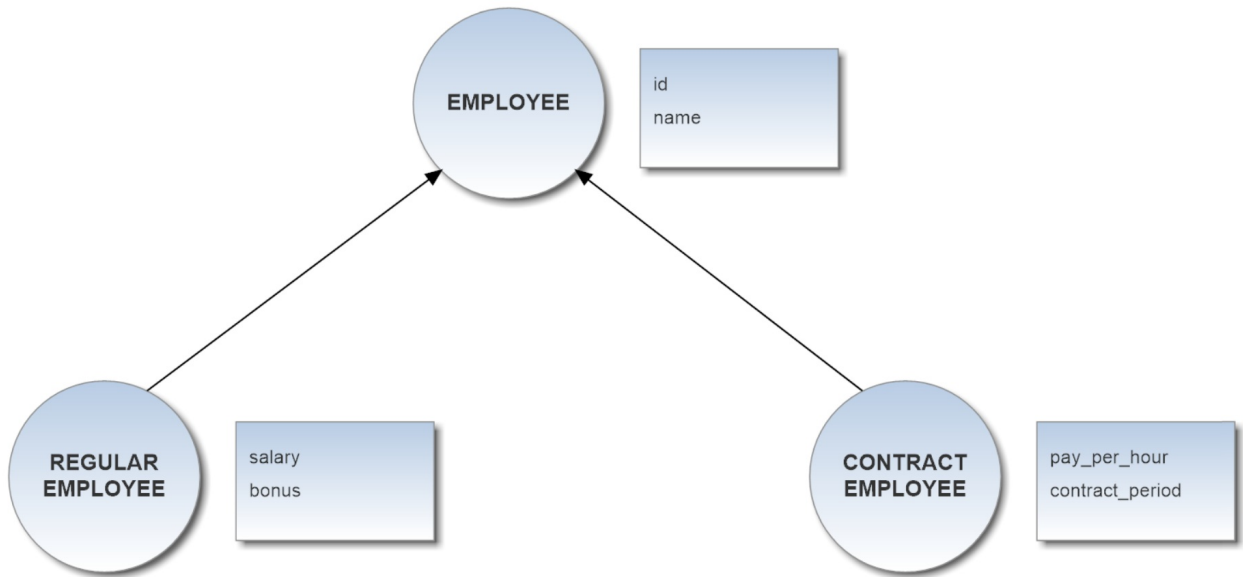 EMPLOYEE
id
name
REGULAR
EMPLOYEE
salary
bonus
CONTRACT
EMPLOYEE
pay_per_hour
contract_period